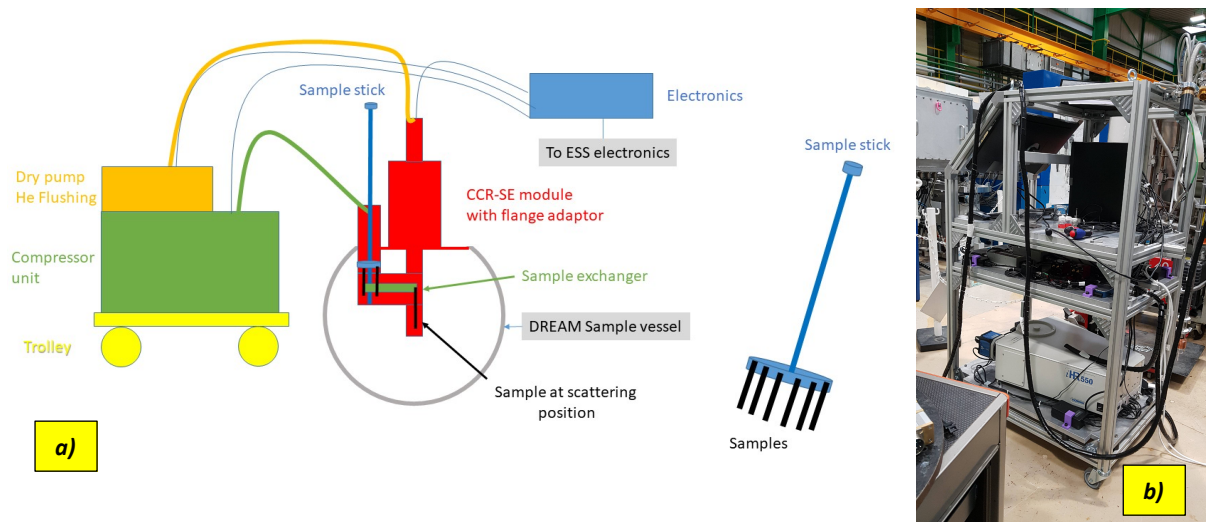 Sample stick
Electronics
To ESS electronics
Sample stick
Dry pump
He Flushing
CCR-SE module
with flange adaptor
Compressor
unit
Sample exchanger
DREAM Sample vessel
Trolley
Sample at scattering
position
Samples
a)
iHR550
b)